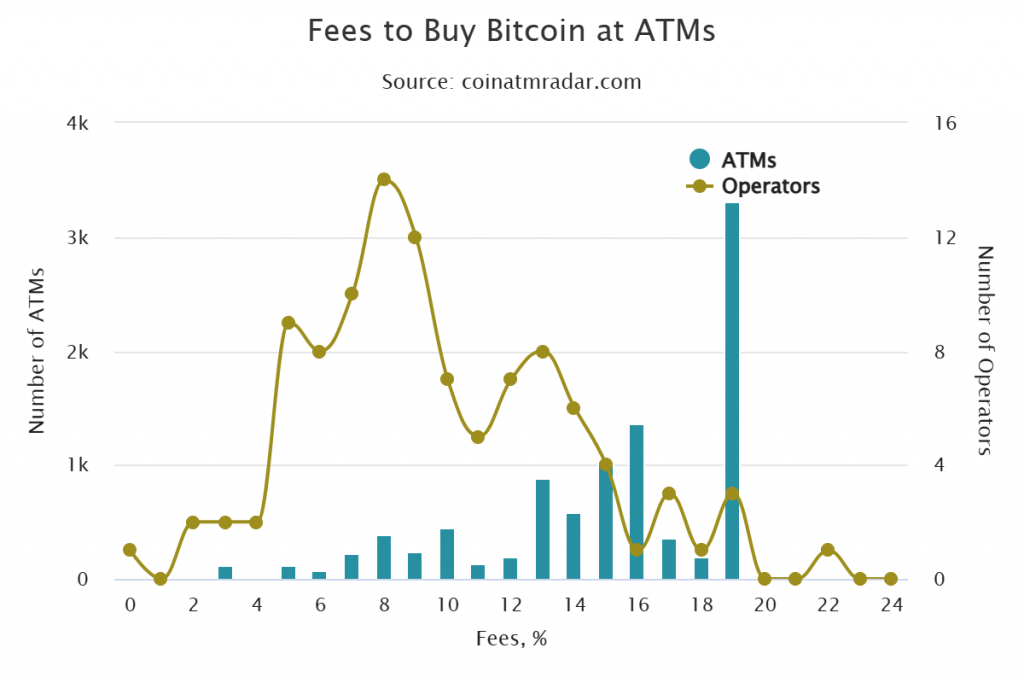 Fees to Buy Bitcoin at ATMs
Source: coinatmradar.com
ATMs
Operators
Number of ATMs
4k
3k
2k
1k
0
16
12
8
4
0
Number of Operators
0 2 4 6 8 10 12 14 16 18 20 22 24
Fees, %